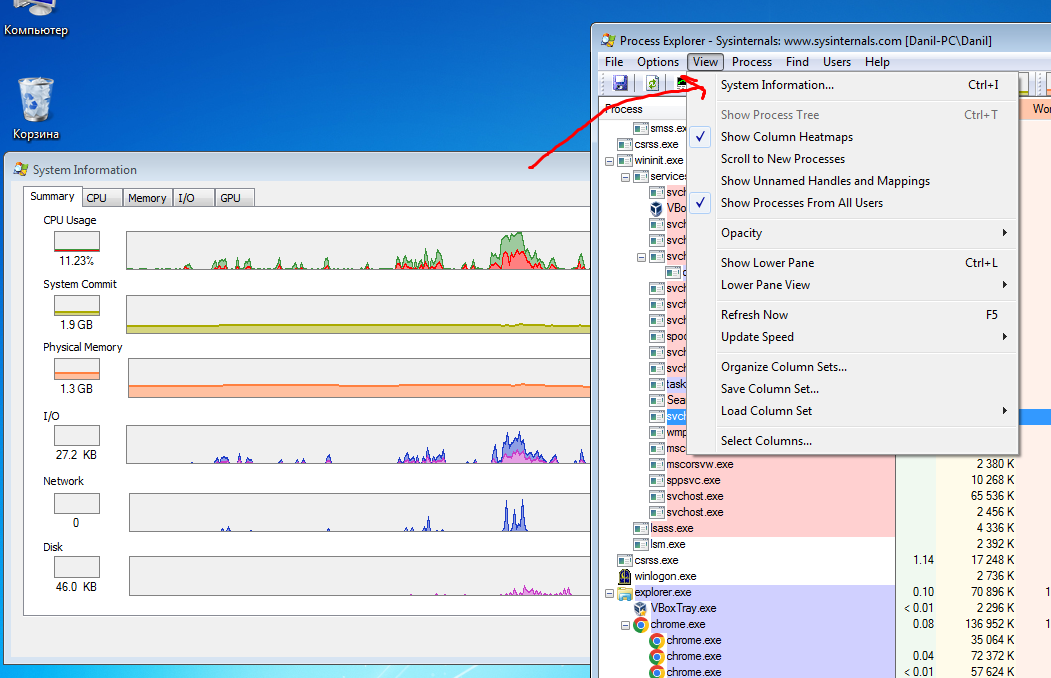 Компьютер
Корзина
System Information
Summary CPU Memory I/O GPU
CPU Usage
11.23%
System Commit
1.9 GB
Physical Memory
1.3 GB
I/O
27.2 KB
Network
0
Disk
46.0 KB
Process Explorer - Sysinternals: www.sysinternals.com [Danil-PC\Danil]
File Options View Process Find Users Help
Process
Wor
System Information... Ctrl+I
Show Process Tree Ctrl+T
Show Column Heatmaps
Scroll to New Processes
Show Unnamed Handles and Mappings
Show Processes From All Users
Opacity
Show Lower Pane Ctrl+L
Lower Pane View
Refresh Now F5
Update Speed
Organize Column Sets...
Save Column Set...
Load Column Set
Select Columns...
smss.exe
csrss.exe
wininit.exe
services
svch
VBo
svch
svch
svch
svch
svch
svch
spoo
svch
svch
task
Sea
svch
wmp
msc
mscorsvw.exe 2 380 K
sppsvc.exe 10 268 K
svchost.exe 65 536 K
svchost.exe 2 456 K
lsass.exe 4 336 K
lsm.exe 2 392 K
csrss.exe 1.14 17 248 K
winlogon.exe 2 736 K
explorer.exe 0.10 70 896 K 1
VBoxTray.exe < 0.01 2 296 K
chrome.exe 0.08 136 952 K 1
chrome.exe 35 064 K
chrome.exe 0.04 72 372 K
chrome.exe < 0.01 57 624 K